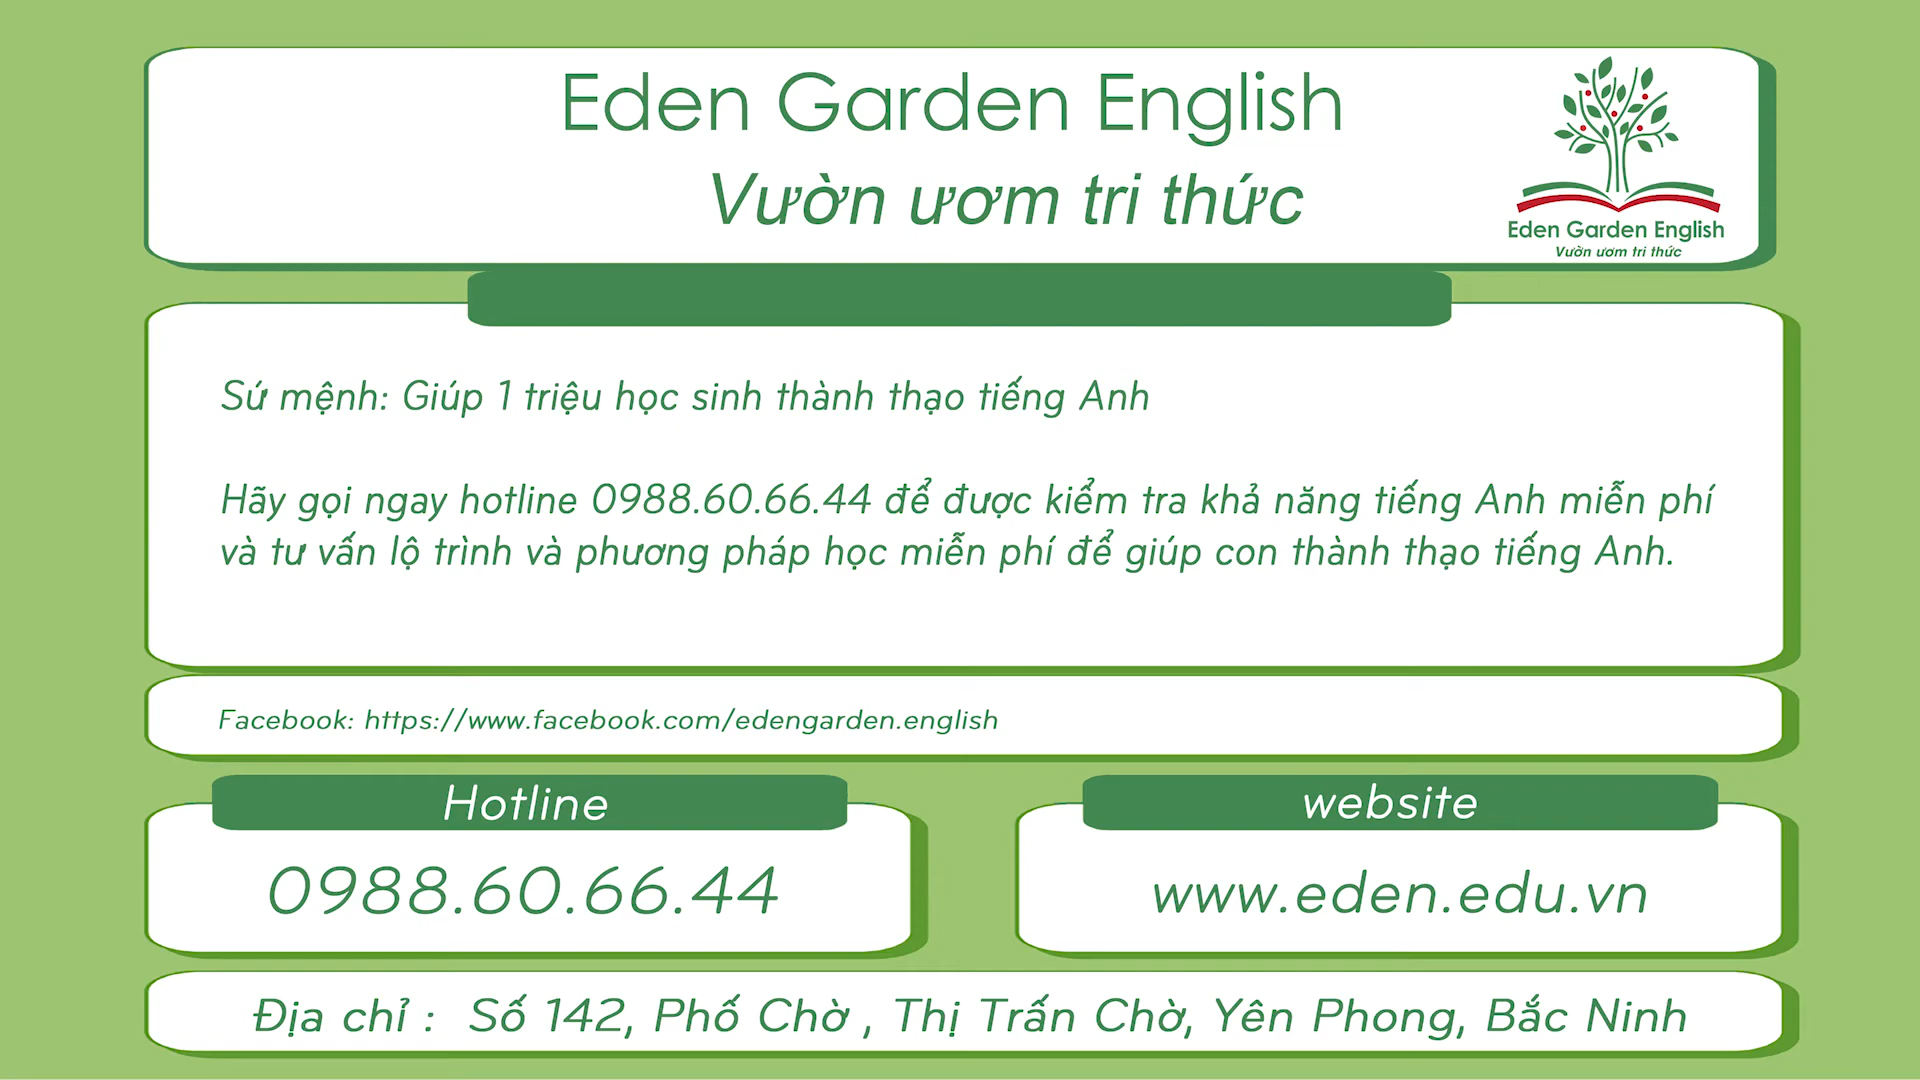 Eden Garden English
Vườn ươm tri thức
Eden Garden English
Vườn ươm tri thức
Sứ mệnh: Giúp 1 triệu học sinh thành thạo tiếng Anh
Hãy gọi ngay hotline 0988.60.66.44 để được kiểm tra khả năng tiếng Anh miễn phí
và tư vấn lộ trình và phương pháp học miễn phí để giúp con thành thạo tiếng Anh.
Facebook: https://www.facebook.com/edengarden.english
Hotline
0988.60.66.44
website
www.eden.edu.vn
Địa chỉ : Số 142, Phố Chờ , Thị Trấn Chờ, Yên Phong, Bắc Ninh